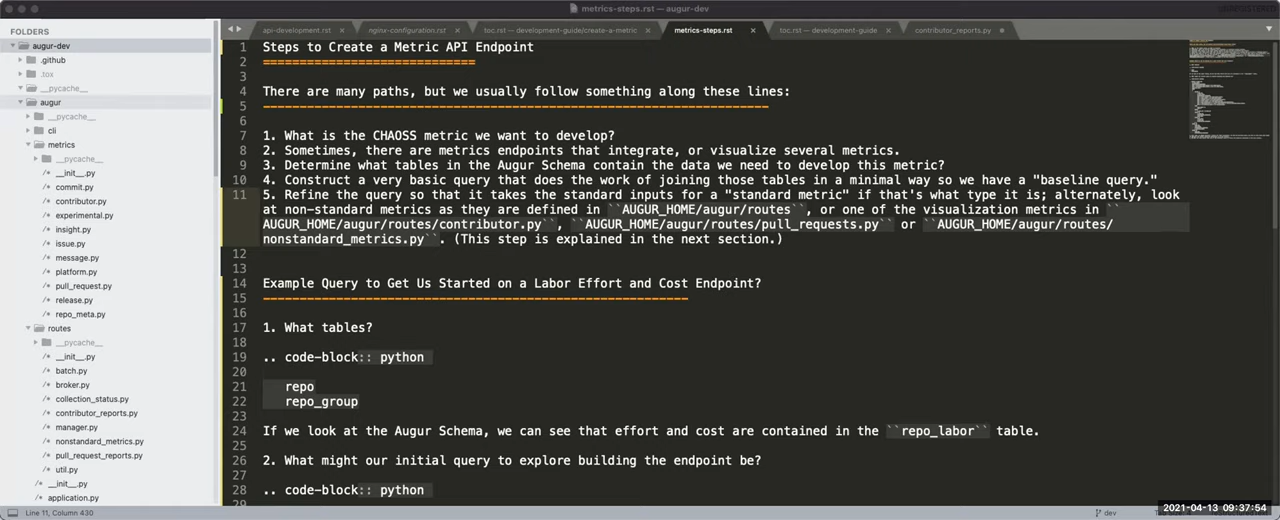 metrics-steps.rst — augur-dev
FOLDERS
augur-dev
.github
.tox
__pycache__
augur
__pycache__
cli
metrics
__pycache__
__init__.py
commit.py
contributor.py
experimental.py
insight.py
issue.py
message.py
platform.py
pull_request.py
release.py
repo_meta.py
routes
__pycache__
__init__.py
batch.py
broker.py
collection_status.py
contributor_reports.py
manager.py
nonstandard_metrics.py
pull_request_reports.py
util.py
__init__.py
application.py
api-development.rst
nginx-configuration.rst
toc.rst — development-guide/create-a-metric
metrics-steps.rst
toc.rst — development-guide
contributor_reports.py
1 Steps to Create a Metric API Endpoint
2 =============================
4 There are many paths, but we usually follow something along these lines:
5 ---------------------------------------------------------------------
6
7 1. What is the CHAOSS metric we want to develop?
8 2. Sometimes, there are metrics endpoints that integrate, or visualize several metrics.
9 3. Determine what tables in the Augur Schema contain the data we need to develop this metric?
10 4. Construct a very basic query that does the work of joining those tables in a minimal way so we have a "baseline query."
11 5. Refine the query so that it takes the standard inputs for a "standard metric" if that's what type it is; alternately, look
at non-standard metrics as they are defined in ``AUGUR_HOME/augur/routes``, or one of the visualization metrics in ``
AUGUR_HOME/augur/routes/contributor.py``, ``AUGUR_HOME/augur/routes/pull_requests.py`` or ``AUGUR_HOME/augur/routes/
nonstandard_metrics.py``. (This step is explained in the next section.)
12
13
14 Example Query to Get Us Started on a Labor Effort and Cost Endpoint?
15 ----------------------------------------------------------
16
17 1. What tables?
18
19 .. code-block:: python
20
21 repo
22 repo_group
23
24 If we look at the Augur Schema, we can see that effort and cost are contained in the ``repo_labor`` table.
25
26 2. What might our initial query to explore building the endpoint be?
27
28 .. code-block:: python
29
Line 11, Column 430
dev
2021-04-13 09:37:54